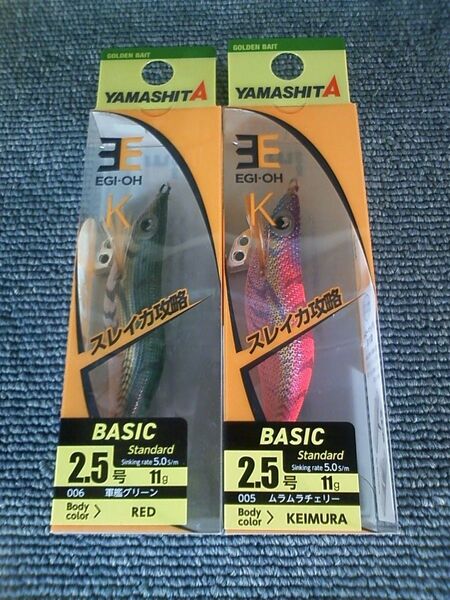 GOLDEN BAIT
YAMASHITA
EGI-OH
K
スレイカ攻略
BASIC
Standard
Sinking rate 5.0 s/m
2.5号 11g
006 軍艦グリーン
Body color > RED
GOLDEN BAIT
YAMASHITA
EGI-OH
K
スレイカ攻略
BASIC
Standard
Sinking rate 5.0 s/m
2.5号 11g
005 ムラムラチェリー
Body color > KEIMURA